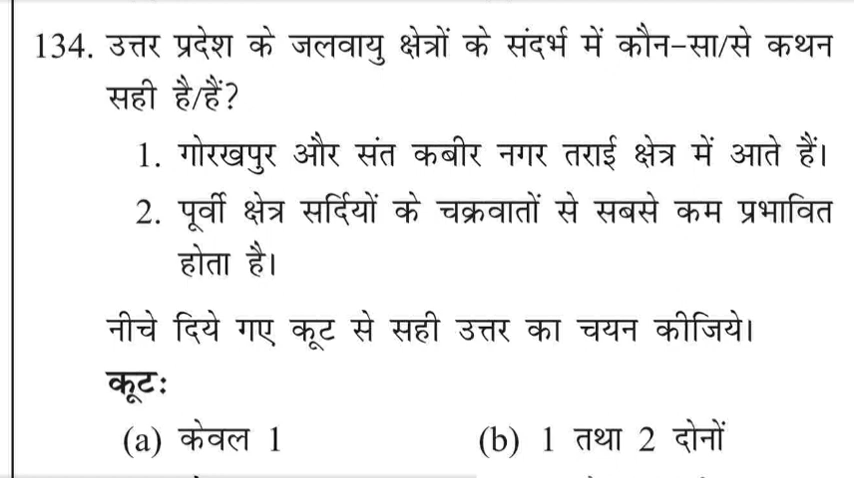 134. उत्तर प्रदेश के जलवायु क्षेत्रों के संदर्भ में कौन-सा/से कथन
सही है/हैं?
1. गोरखपुर और संत कबीर नगर तराई क्षेत्र में आते हैं।
2. पूर्वी क्षेत्र सर्दियों के चक्रवातों से सबसे कम प्रभावित
होता है।
नीचे दिये गए कूट से सही उत्तर का चयन कीजिये।
कूटः
(a) केवल 1 (b) 1 तथा 2 दोनों